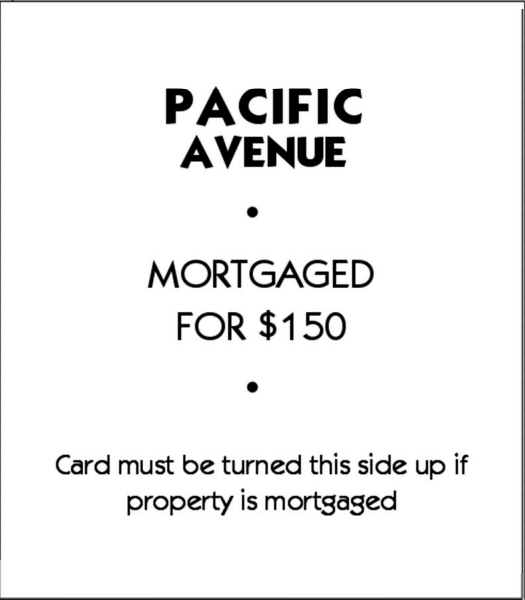 PACIFIC
AVENUE
•
MORTGAGED
FOR $150
•
Card must be turned this side up if
property is mortgaged